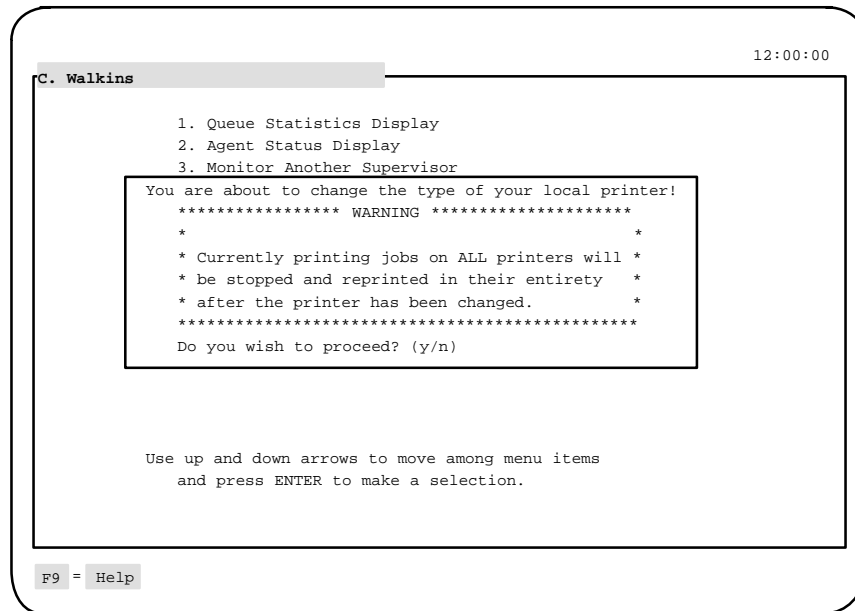 12:00:00
C. Walkins
1. Queue Statistics Display
2. Agent Status Display
3. Monitor Another Supervisor
You are about to change the type of your local printer!
***************** WARNING *********************
* *
* Currently printing jobs on ALL printers will *
* be stopped and reprinted in their entirety *
* after the printer has been changed. *
************************************************
Do you wish to proceed? (y/n)
Use up and down arrows to move among menu items
and press ENTER to make a selection.
F9 = Help